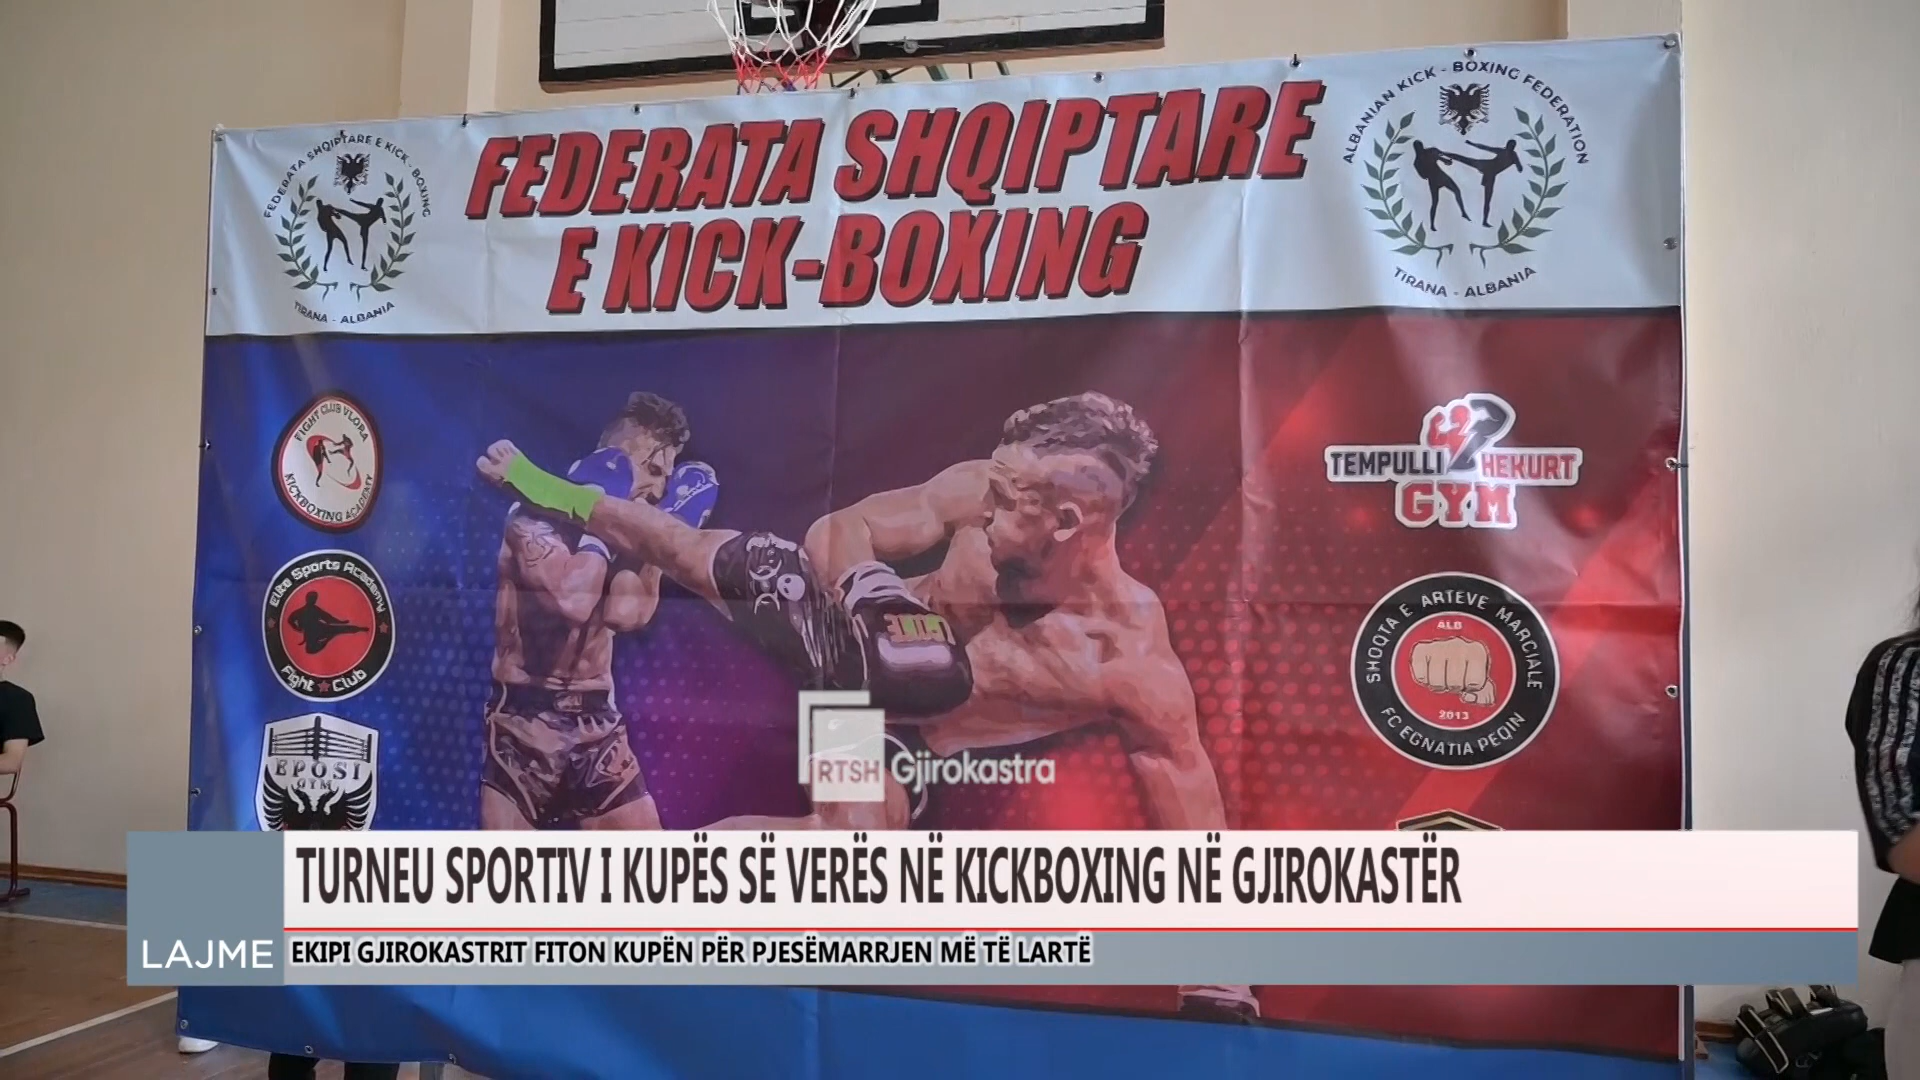 FEDERATA SHQIPTARE E KICK - BOXING
TIRANA - ALBANIA
FEDERATA SHQIPTARE
E KICK-BOXING
ALBANIAN KICK - BOXING FEDERATION
TIRANA - ALBANIA
FIGHT CLUB VLORA
KICKBOXING ACADEMY
TEMPULLI HEKURT
GYM
Elite Sports Academy
Fight Club
SHOQTA E ARTEVE MARCIALE
ALB
2013
FC EGNATIA PEQIN
EPOSI
GYM
RTSH Gjirokastra
TURNEU SPORTIV I KUPËS SË VERËS NË KICKBOXING NË GJIROKASTËR
LAJME
EKIPI GJIROKASTRIT FITON KUPËN PËR PJESËMARRJEN MË TË LARTË